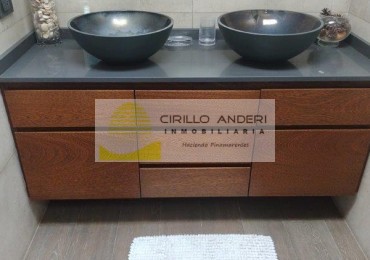 CIRILLO ANDERI
INMOBILIARIA
Haciendo Pinamarenses